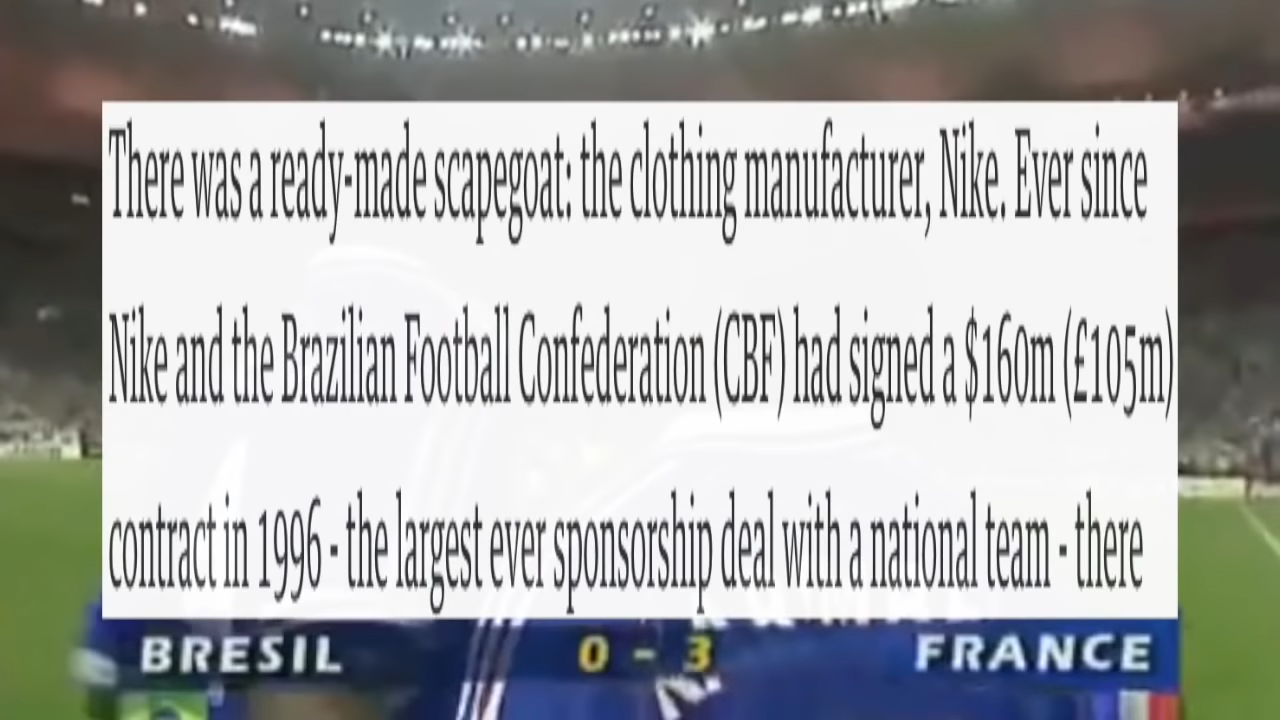 There was a ready-made scapegoat: the clothing manufacturer, Nike. Ever since
Nike and the Brazilian Football Confederation (CBF) had signed a $160m (£105m)
contract in 1996 - the largest ever sponsorship deal with a national team - there
BRESIL 0 - 3 FRANCE